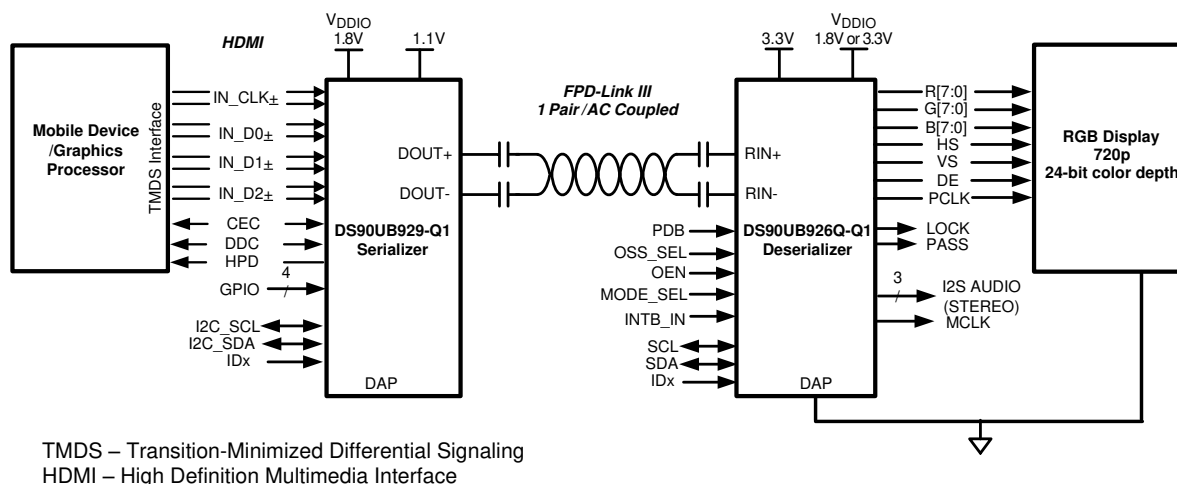 HDMI
VDDIO
1.8V
1.1V
3.3V
VDDIO
1.8V or 3.3V
FPD-Link III
1 Pair /AC Coupled
Mobile Device
/Graphics
Processor
TMDS Interface
IN_CLK±
IN_D0±
IN_D1±
IN_D2±
CEC
DDC
HPD
GPIO
4
/
I2C_SCL
I2C_SDA
IDx
DOUT+
DOUT-
DS90UB929-Q1
Serializer
DAP
RIN+
RIN-
PDB
OSS_SEL
OEN
MODE_SEL
INTB_IN
SCL
SDA
IDx
DS90UB926Q-Q1
Deserializer
DAP
R[7:0]
G[7:0]
B[7:0]
HS
VS
DE
PCLK
LOCK
PASS
3
/
I2S AUDIO
(STEREO)
MCLK
RGB Display
720p
24-bit color depth
TMDS – Transition-Minimized Differential Signaling
HDMI – High Definition Multimedia Interface